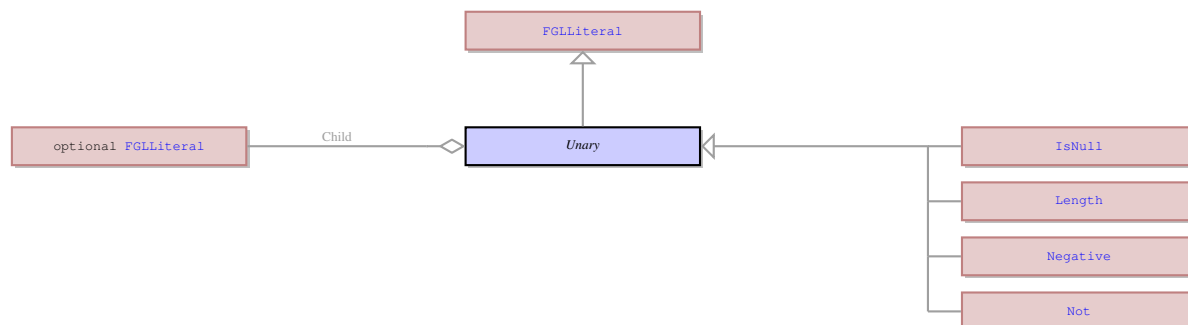 FGLLiteral
optional FGLLiteral
Child
Unary
IsNull
Length
Negative
Not